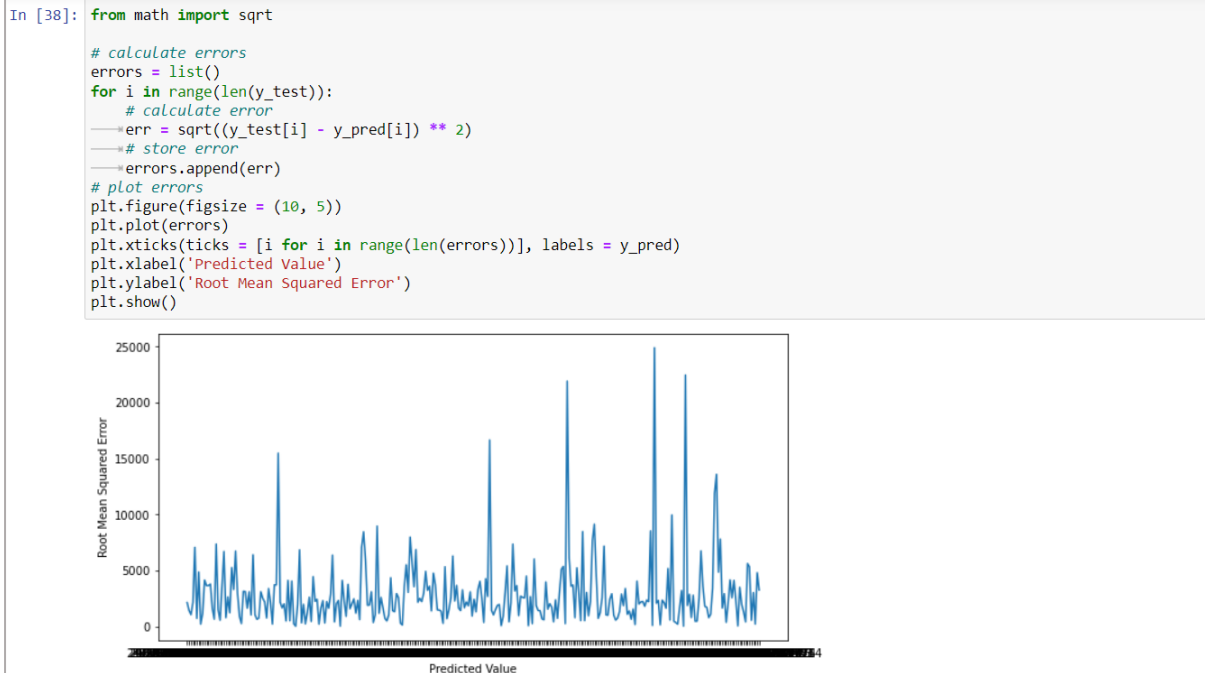 In [38]: from math import sqrt
# calculate errors
errors = list()
for i in range(len(y_test)):
# calculate error
err = sqrt((y_test[i] - y_pred[i]) ** 2)
# store error
errors.append(err)
# plot errors
plt.figure(figsize = (10, 5))
plt.plot(errors)
plt.xticks(ticks = [i for i in range(len(errors))], labels = y_pred)
plt.xlabel('Predicted Value')
plt.ylabel('Root Mean Squared Error')
plt.show()
25000
20000
15000
10000
5000
0
Root Mean Squared Error
Predicted Value